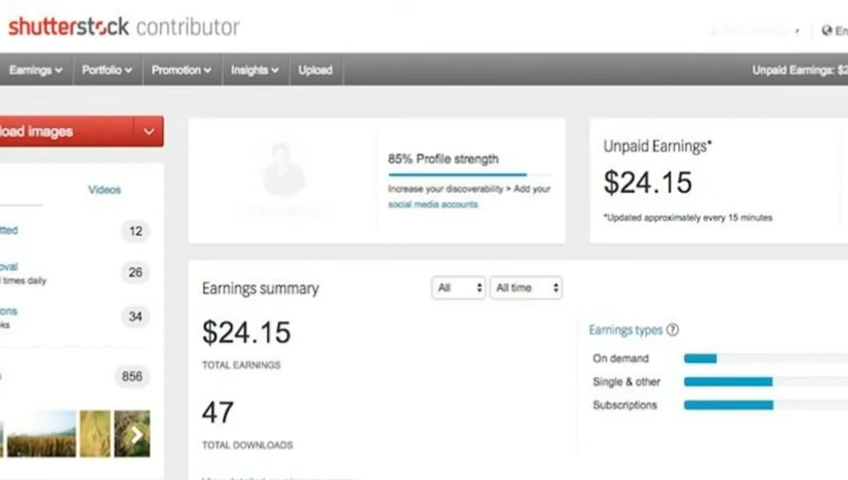 shutterstock contributor
En
Earnings Portfolio Promotion Insights Upload
Unpaid Earnings: $2
load images
85% Profile strength
Increase your discoverability > Add your
social media accounts
Unpaid Earnings*
$24.15
*Updated approximately every 15 minutes
Videos
tted 12
oval 26
times daily
ons 34
ks
s 856
Earnings summary
All All time
$24.15
TOTAL EARNINGS
47
TOTAL DOWNLOADS
Earnings types ?
On demand
Single & other
Subscriptions